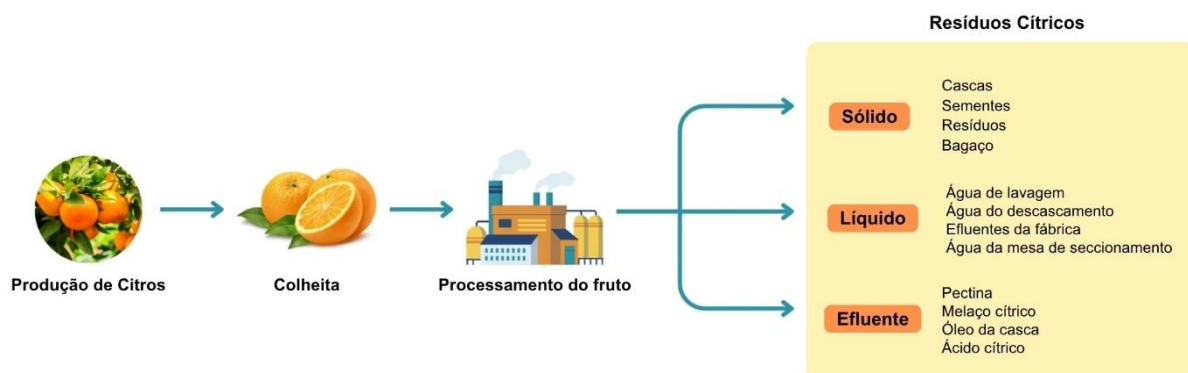 Resíduos Cítricos
Produção de Citros
Colheita
Processamento do fruto
Sólido
Cascas
Sementes
Resíduos
Bagaço
Líquido
Água de lavagem
Água do descascamento
Efluentes da fábrica
Água da mesa de seccionamento
Efluente
Pectina
Melaço cítrico
Óleo da casca
Ácido cítrico